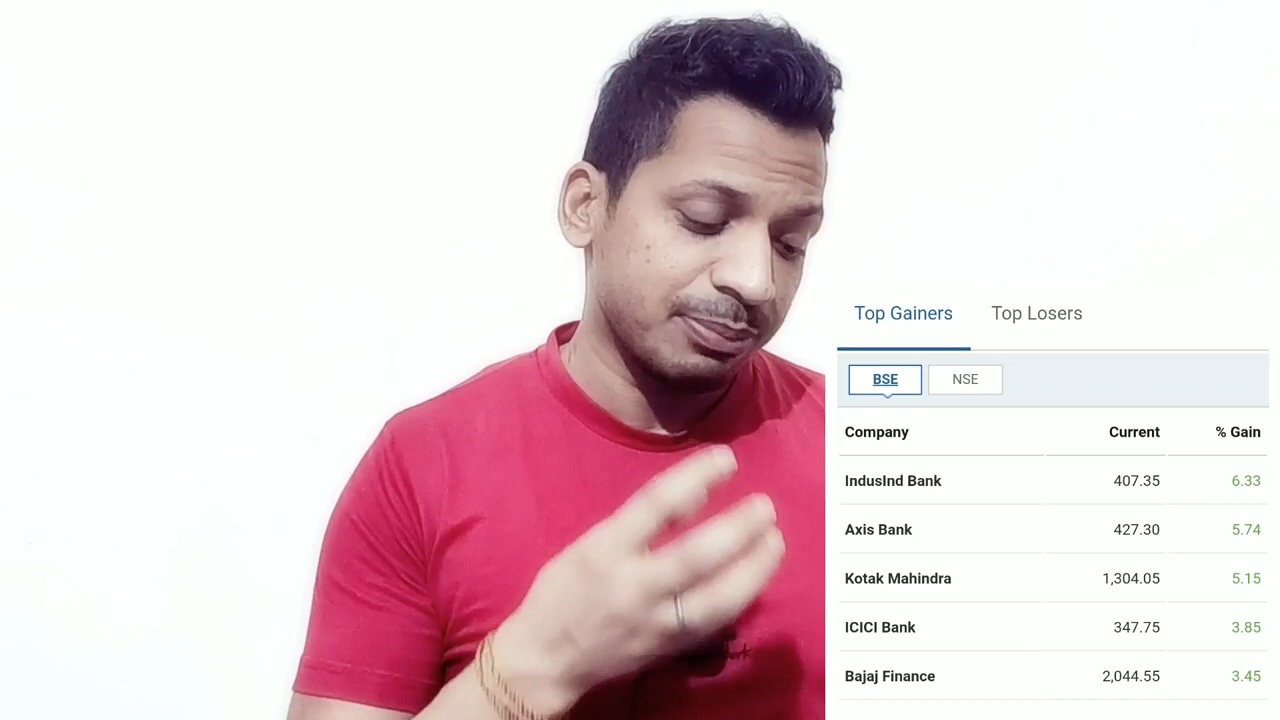 Top Gainers Top Losers
BSE NSE
Company Current % Gain
IndusInd Bank 407.35 6.33
Axis Bank 427.30 5.74
Kotak Mahindra 1,304.05 5.15
ICICI Bank 347.75 3.85
Bajaj Finance 2,044.55 3.45